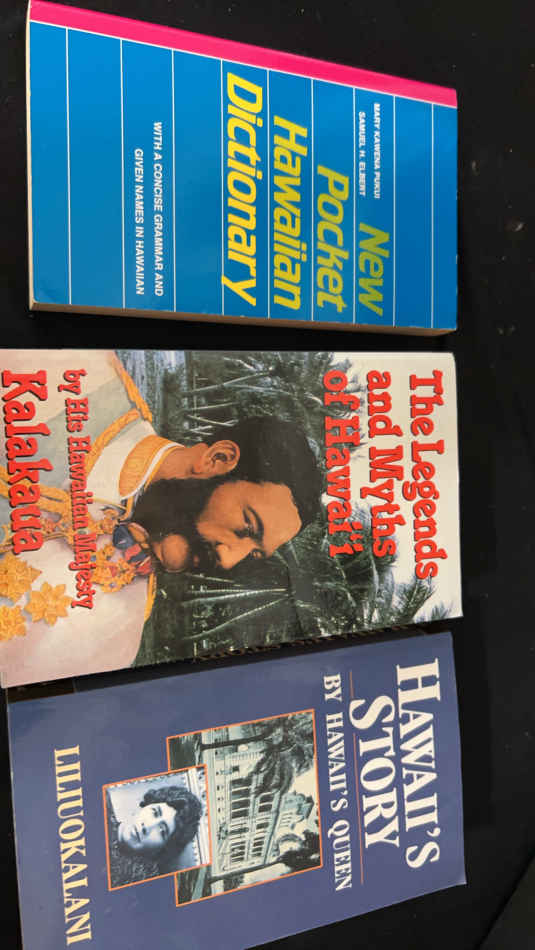 MARY KAWENA PUKUI
SAMUEL H. ELBERT
New
Pocket
Hawaiian
Dictionary
WITH A CONCISE GRAMMAR AND
GIVEN NAMES IN HAWAIIAN
The Legends
and Myths
of Hawai'i
by His Hawaiian Majesty
Kalakaua
HAWAII'S
STORY
BY HAWAII'S QUEEN
LILIUOKALANI